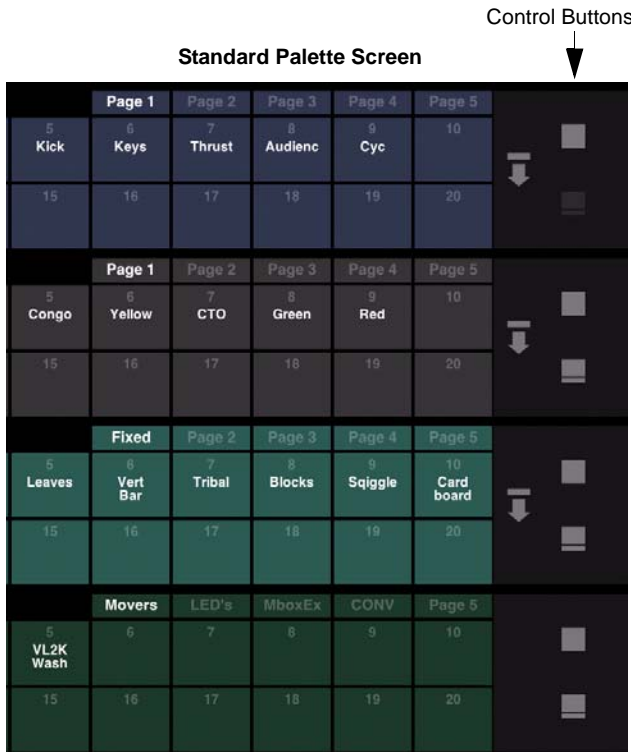 Control Buttons
Standard Palette Screen
Page 1 Page 2 Page 3 Page 4 Page 5
5 6 7 8 9 10
Kick Keys Thrust Audienc Cyc
15 16 17 18 19 20
Page 1 Page 2 Page 3 Page 4 Page 5
5 6 7 8 9 10
Congo Yellow CTO Green Red
15 16 17 18 19 20
Fixed Page 2 Page 3 Page 4 Page 5
5 6 7 8 9 10
Leaves Vert Bar Tribal Blocks Sqiggle Card board
15 16 17 18 19 20
Movers LED's MboxEx CONV Page 5
5 6 7 8 9 10
VL2K
Wash
15 16 17 18 19 20